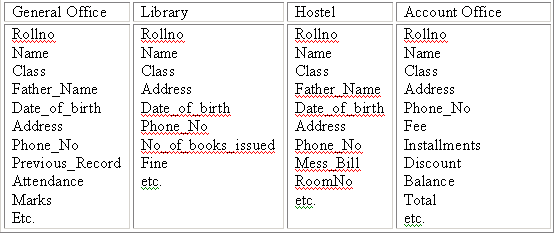 General Office
Rollno
Name
Class
Father_Name
Date_of_birth
Address
Phone_No
Previous_Record
Attendance
Marks
Etc.
Library
Rollno
Name
Class
Address
Date_of_birth
Phone_No
No_of_books_issued
Fine
etc.
Hostel
Rollno
Name
Class
Father_Name
Date_of_birth
Address
Phone_No
Mess_Bill
RoomNo
etc.
Account Office
Rollno
Name
Class
Address
Phone_No
Fee
Installments
Discount
Balance
Total
etc.